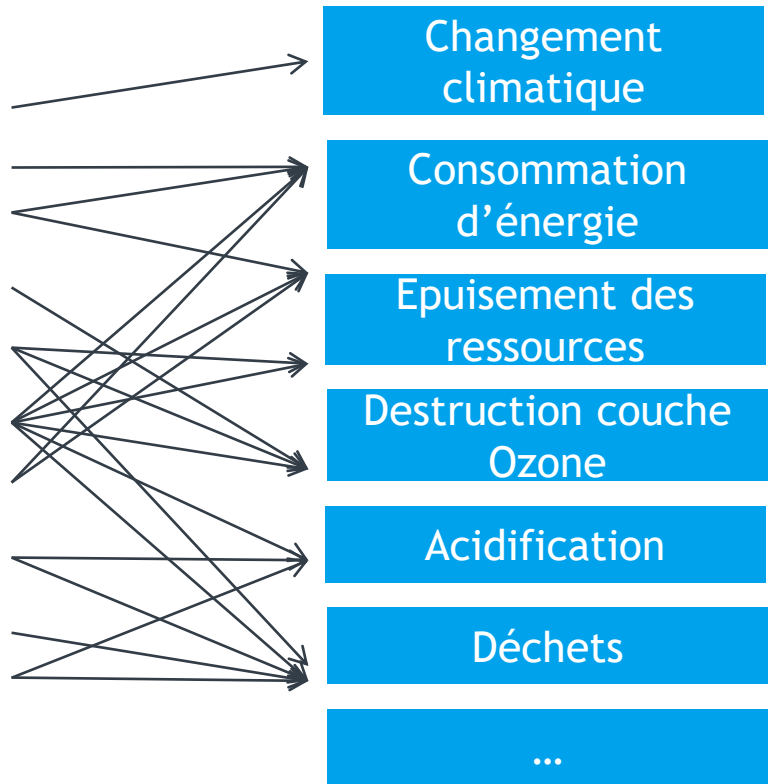 Changement
climatique
Consommation
d’énergie
Epuisement des
ressources
Destruction couche
Ozone
Acidification
Déchets
…